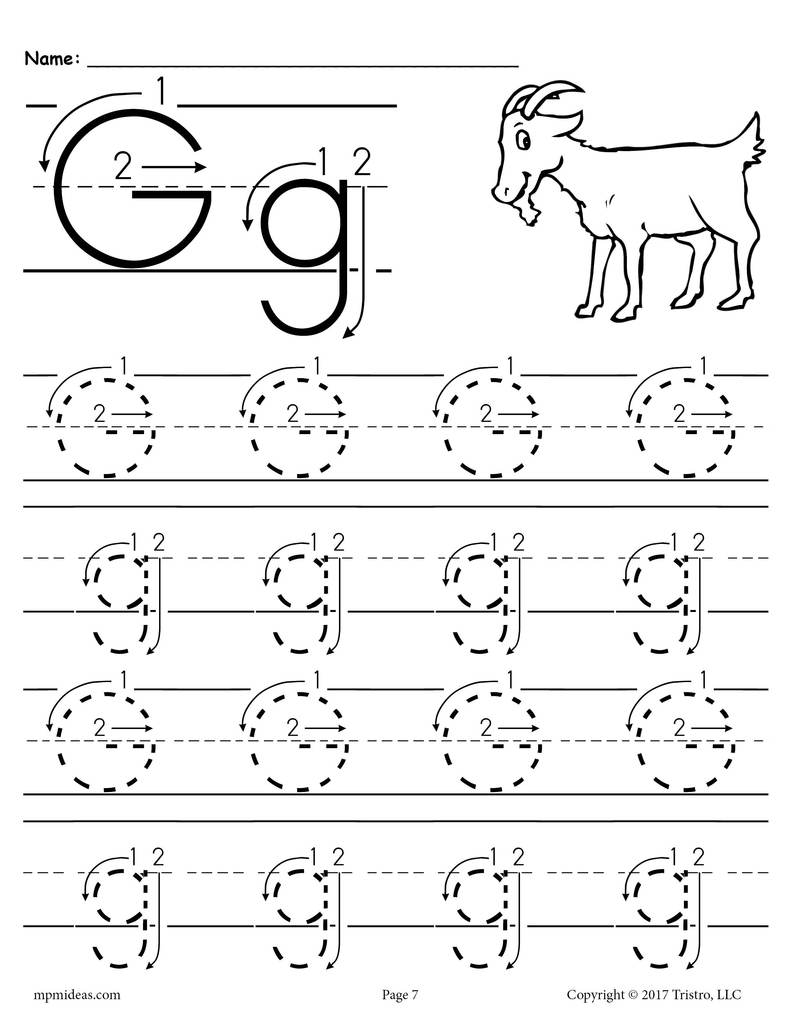 Name:
1
G 2
1 2
g
1 1 1 1
2 2 2 2
G G G G
1 2 1 2 1 2 1 2
g g g g
1 1 1 1
2 2 2 2
G G G G
1 2 1 2 1 2 1 2
g g g g
mpmideas.com Page 7 Copyright © 2017 Tristro, LLC